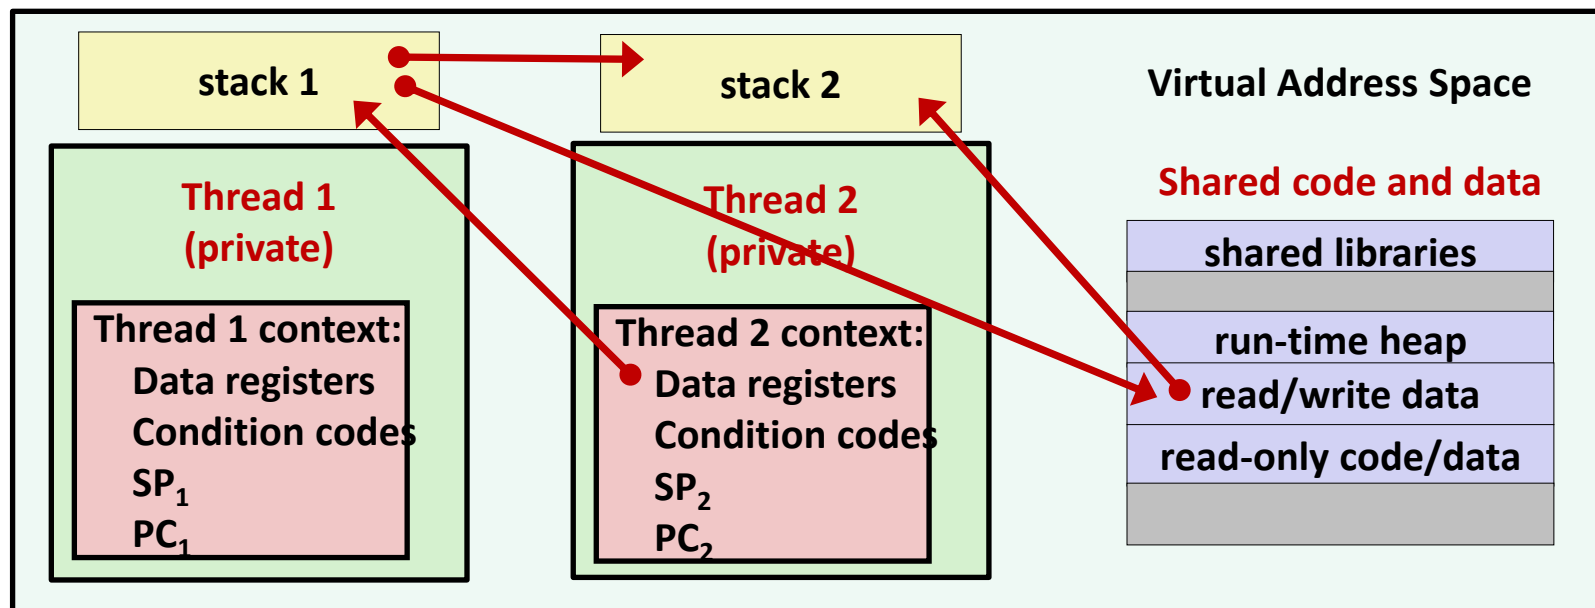 stack 1
stack 2
Virtual Address Space
Thread 1
(private)
Thread 1 context:
Data registers
Condition codes
SP₁
PC₁
Thread 2
(private)
Thread 2 context:
Data registers
Condition codes
SP₂
PC₂
Shared code and data
shared libraries
run-time heap
read/write data
read-only code/data